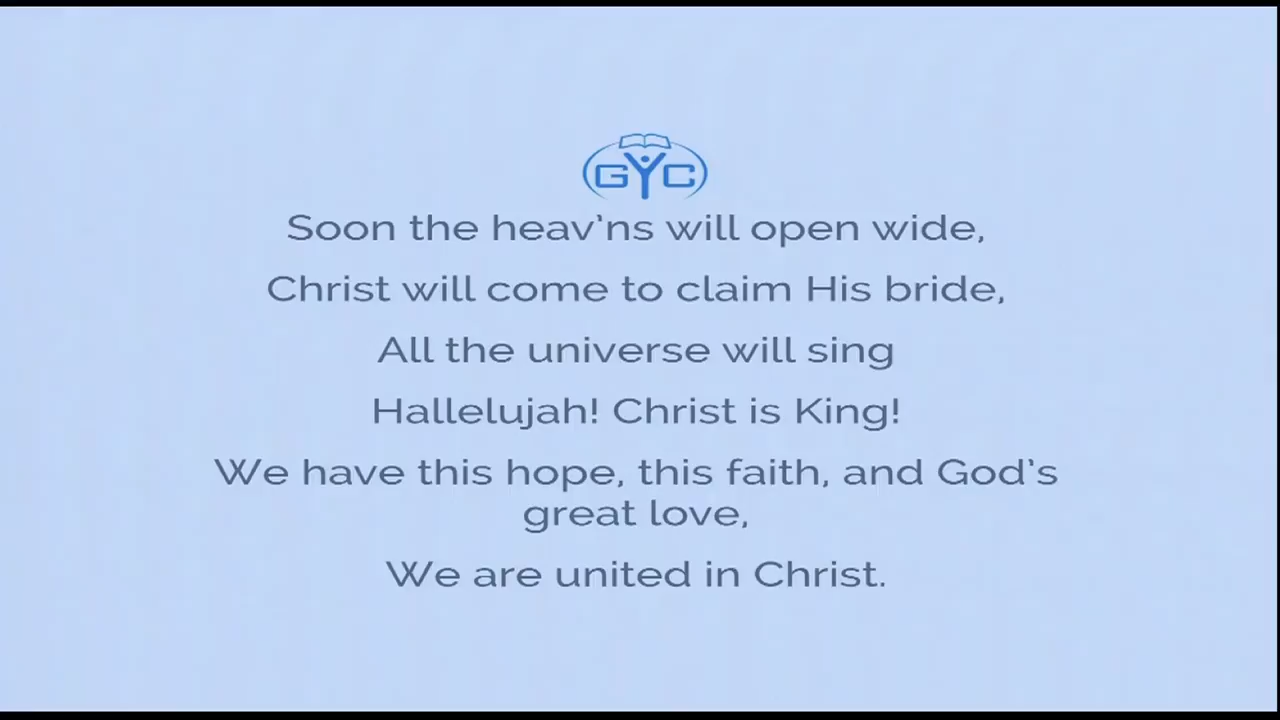 GYC
Soon the heav’ns will open wide,
Christ will come to claim His bride,
All the universe will sing
Hallelujah! Christ is King!
We have this hope, this faith, and God’s
great love,
We are united in Christ.